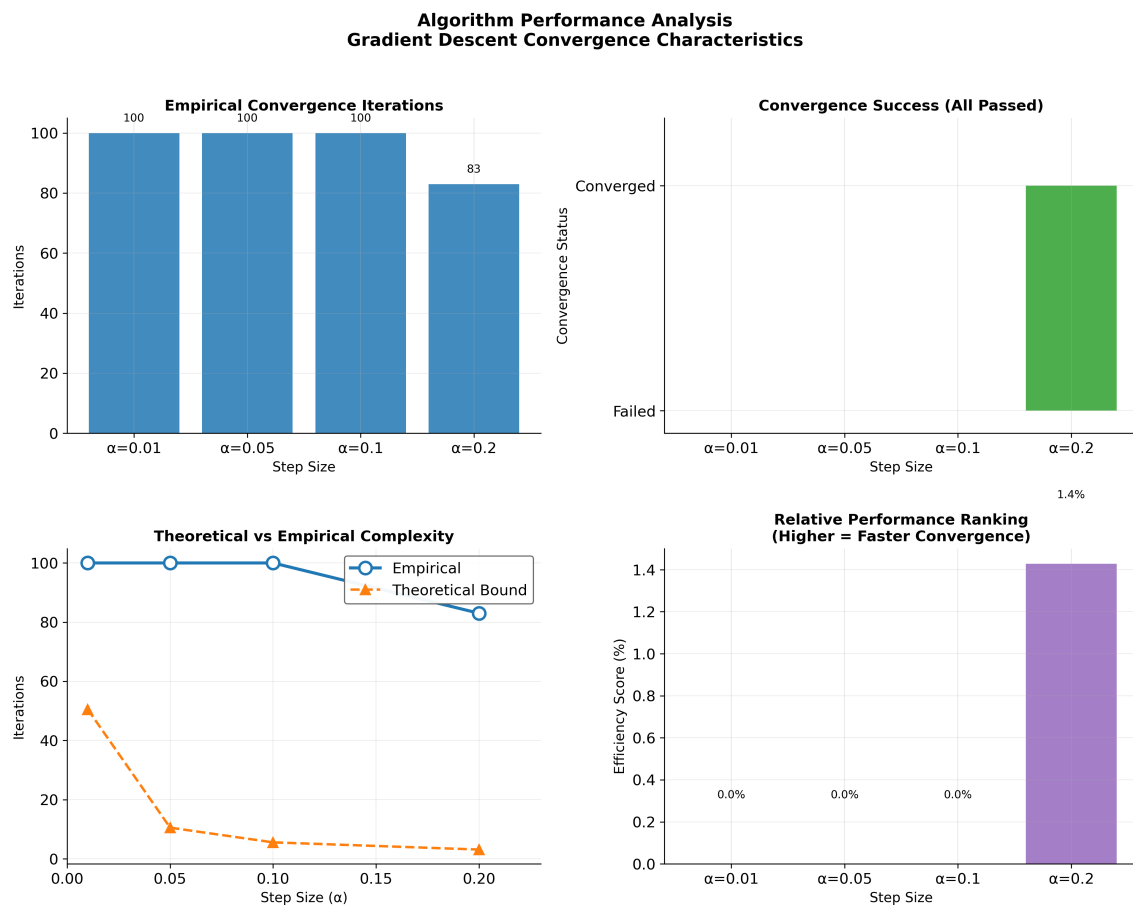 Algorithm Performance Analysis
Gradient Descent Convergence Characteristics
Empirical Convergence Iterations
100
100
100
83
100
80
60
40
20
0
Iterations
α=0.01
α=0.05
α=0.1
α=0.2
Step Size
Convergence Success (All Passed)
Converged
Failed
Convergence Status
α=0.01
α=0.05
α=0.1
α=0.2
Step Size
Theoretical vs Empirical Complexity
Empirical
Theoretical Bound
100
80
60
40
20
0
Iterations
0.00
0.05
0.10
0.15
0.20
Step Size (α)
1.4%
Relative Performance Ranking
(Higher = Faster Convergence)
1.4
1.2
1.0
0.8
0.6
0.4
0.2
0.0
Efficiency Score (%)
0.0%
0.0%
0.0%
α=0.01
α=0.05
α=0.1
α=0.2
Step Size